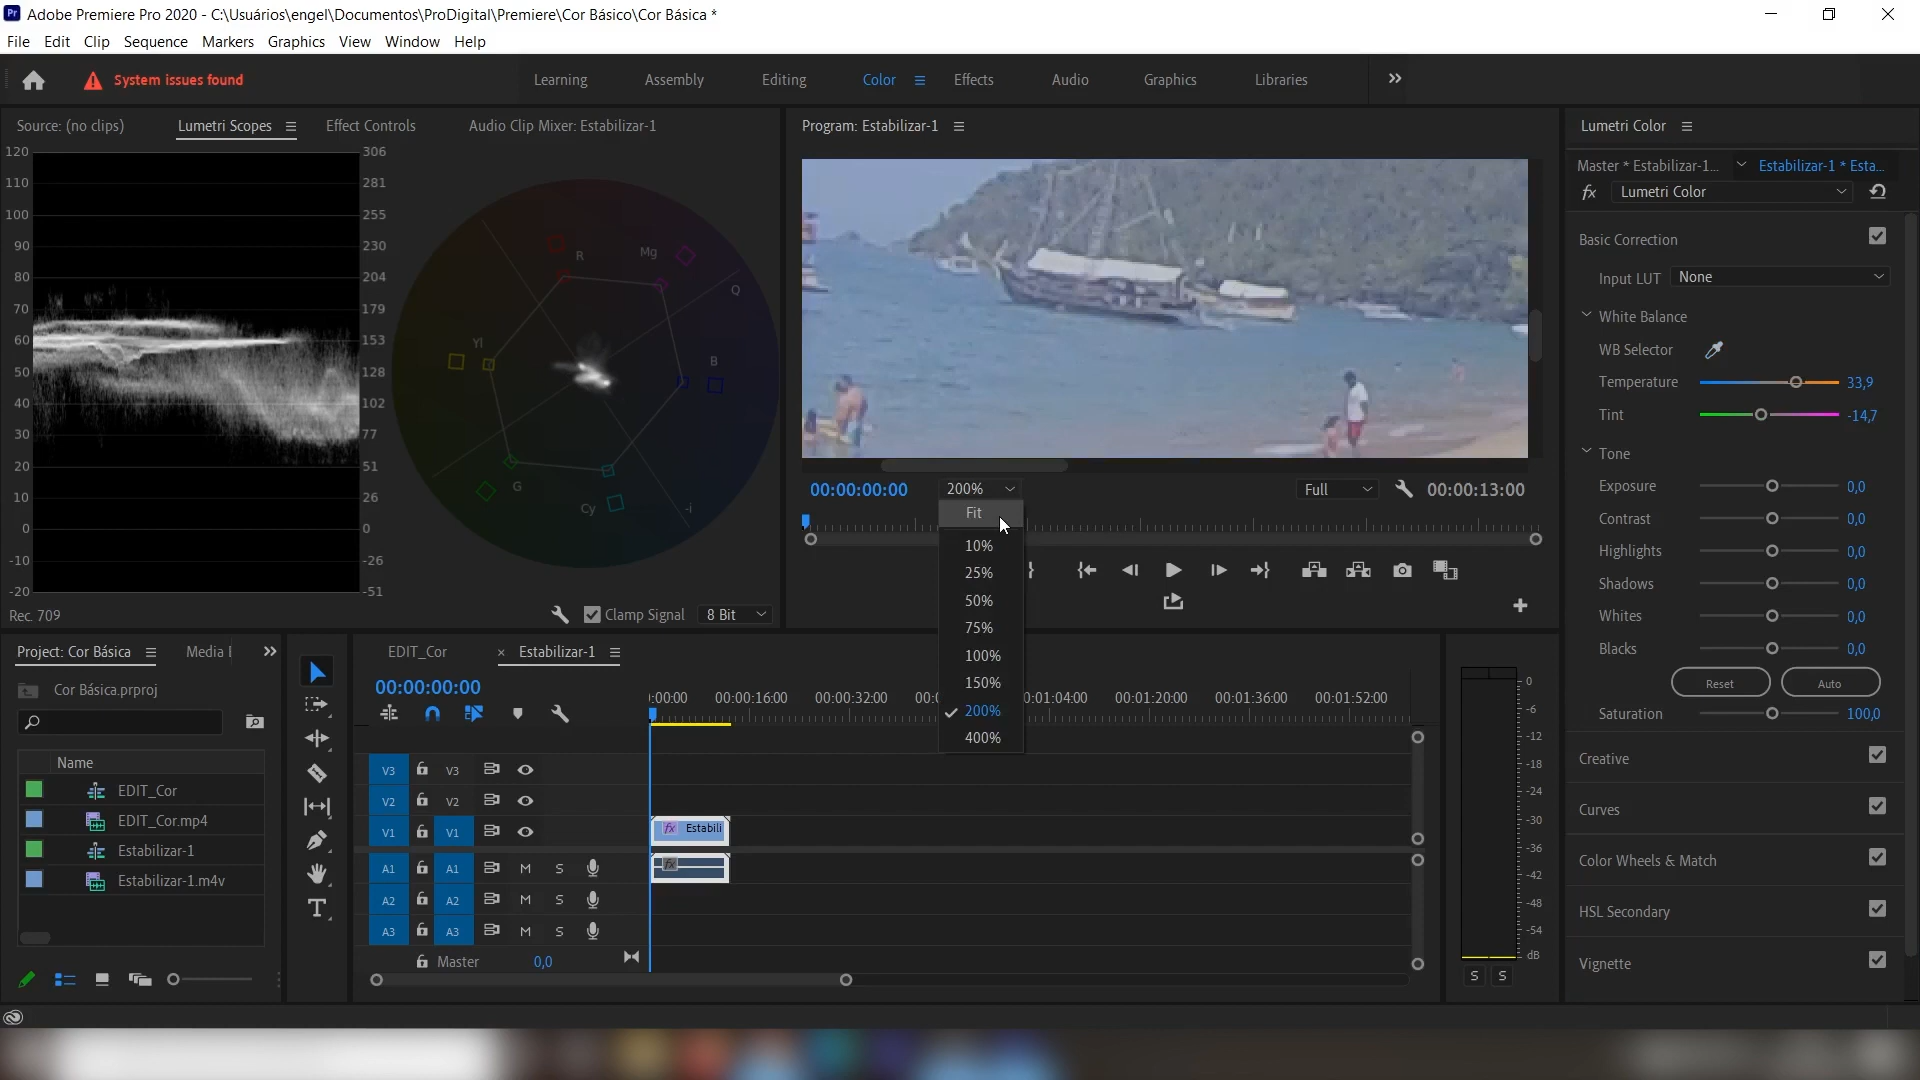 Adobe Premiere Pro 2020 - C:\Usuários\engel\Documentos\ProDigital\Premiere\Cor Básico\Cor Básica *
File Edit Clip Sequence Markers Graphics View Window Help
System issues found
Learning Assembly Editing Color Effects Audio Graphics Libraries
Source: (no clips) Lumetri Scopes Effect Controls Audio Clip Mixer: Estabilizar-1
120 306
110 281
100 255
90 230
80 204
70 179
60 153
50 128
40 102
30 77
20 51
10 26
0 0
-10 -26
-20 -51
R Mg Q
Yl B
G Cy -i
Rec. 709 Clamp Signal 8 Bit
Program: Estabilizar-1
00:00:00:00 200% Full 00:00:13:00
Fit
10%
25%
50%
75%
100%
150%
200%
400%
Lumetri Color
Master * Estabilizar-1... Estabilizar-1 * Esta...
fx Lumetri Color
Basic Correction
Input LUT None
White Balance
WB Selector
Temperature 33,9
Tint -14,7
Tone
Exposure 0,0
Contrast 0,0
Highlights 0,0
Shadows 0,0
Whites 0,0
Blacks 0,0
Reset Auto
Saturation 100,0
Creative
Curves
Color Wheels & Match
HSL Secondary
Vignette
Project: Cor Básica Media
Cor Básica.prproj
Name
EDIT_Cor
EDIT_Cor.mp4
Estabilizar-1
Estabilizar-1.m4v
EDIT_Cor × Estabilizar-1
00:00:00:00
:00:00 00:00:16:00 00:00:32:00 00: 0:01:04:00 00:01:20:00 00:01:36:00 00:01:52:00
V3 V3
V2 V2
V1 V1 fx Estabili
A1 A1 M S fx
A2 A2 M S
A3 A3 M S
Master 0,0
0
-6
-12
-18
-24
-30
-36
-42
-48
-54
dB
S S